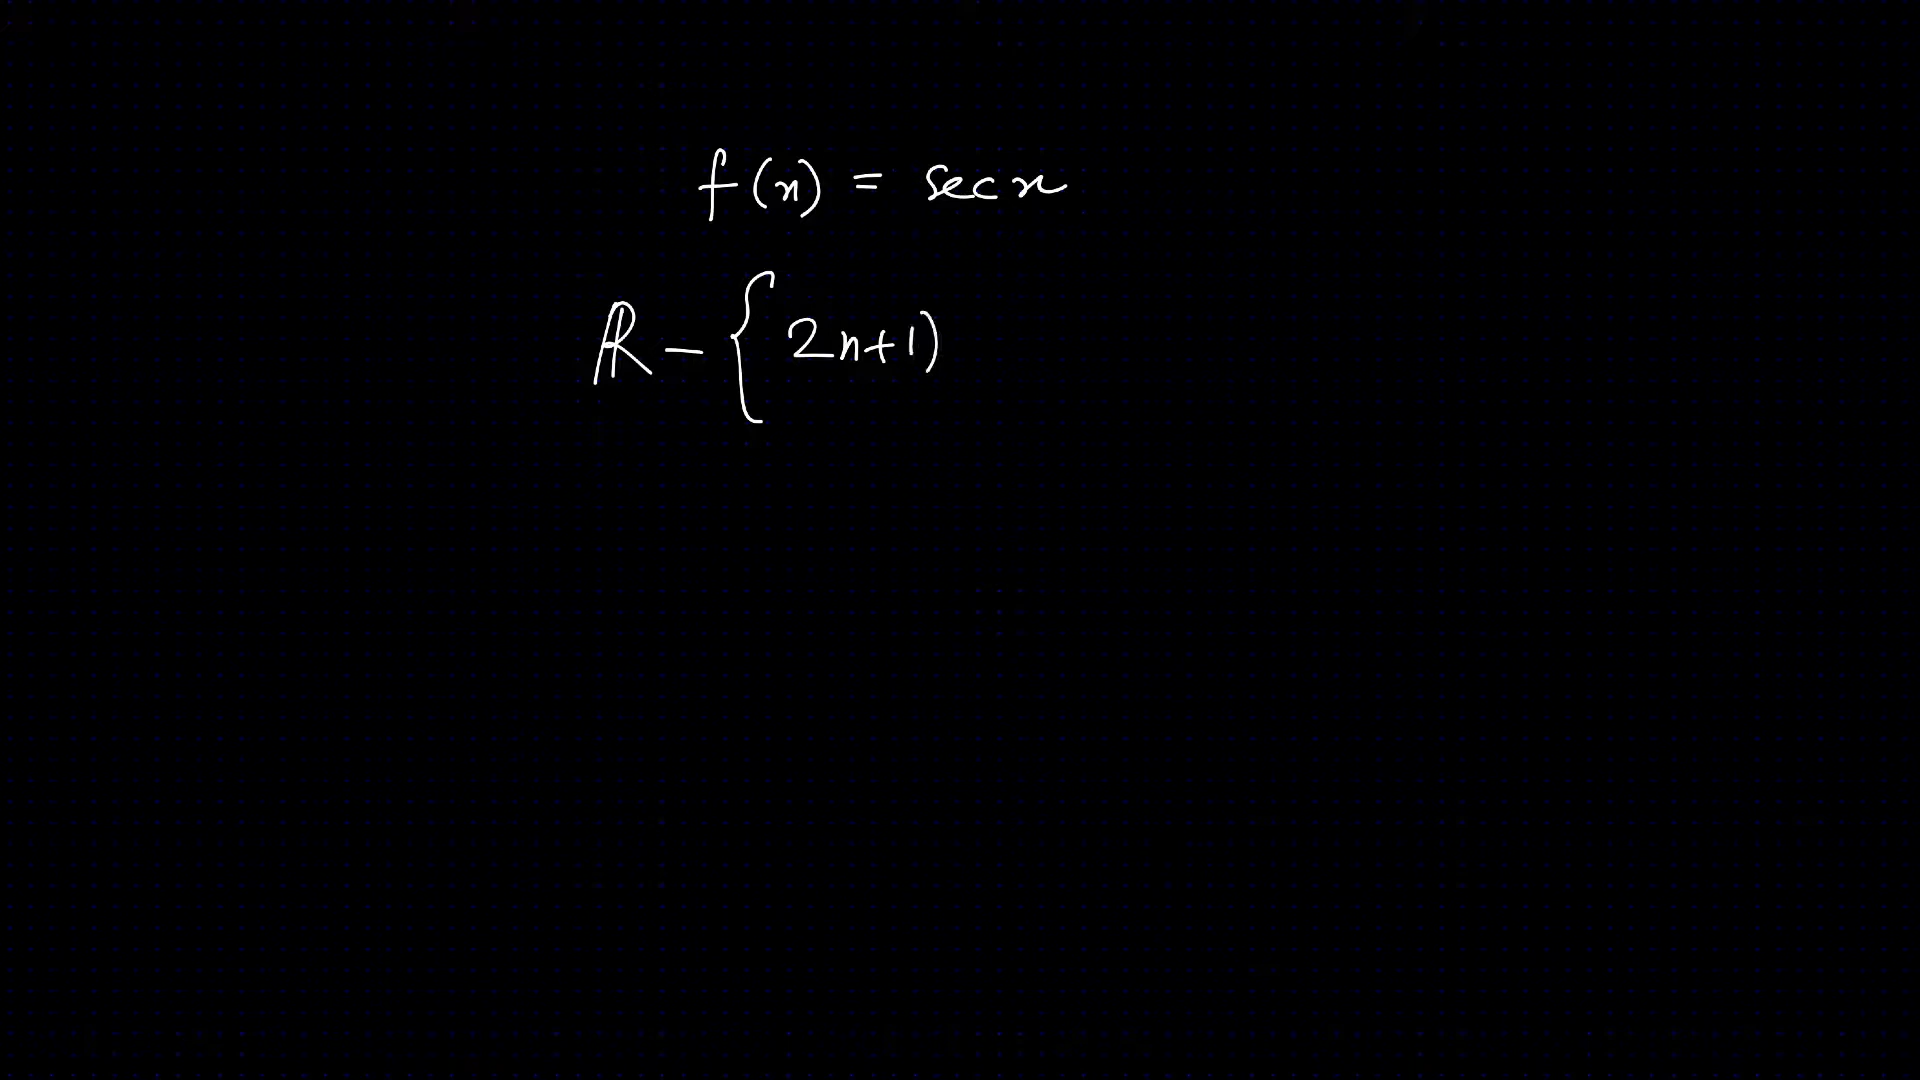 f(x) = sec x
ℝ - { 2n+1)